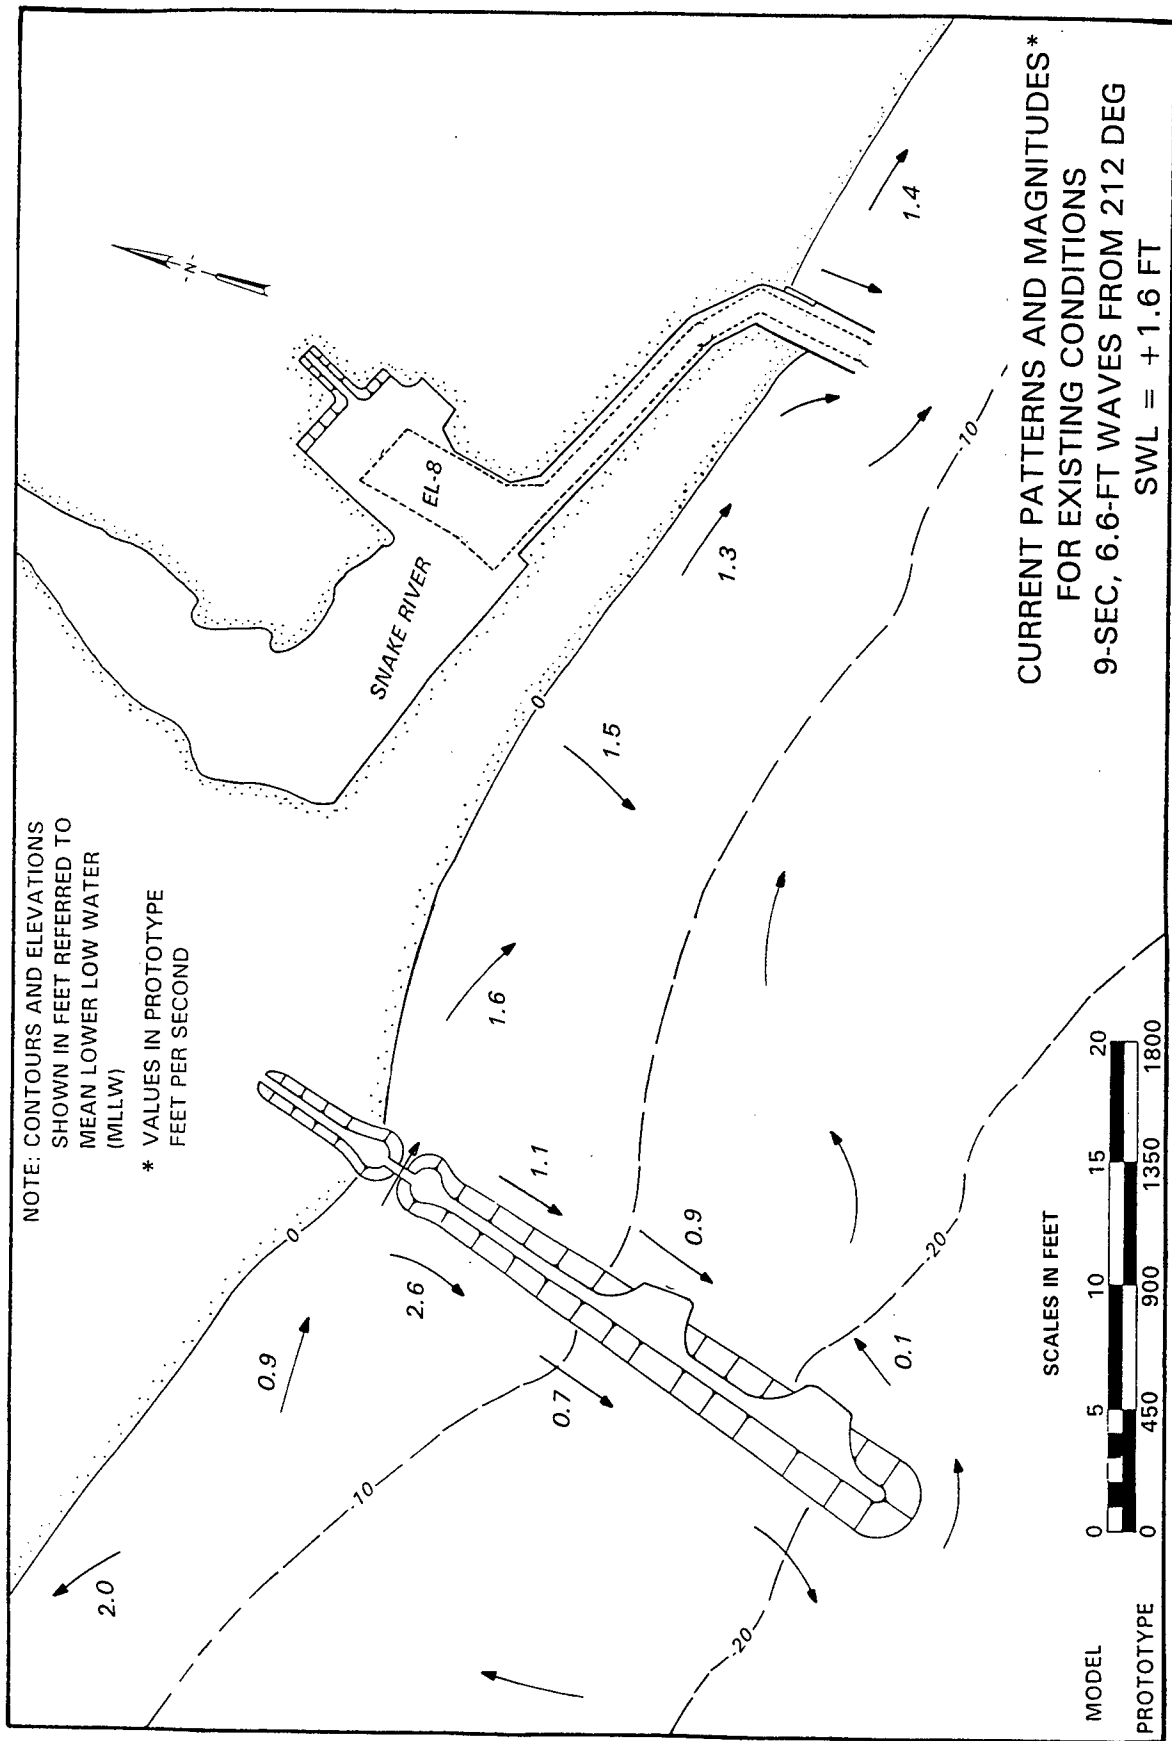 NOTE: CONTOURS AND ELEVATIONS
SHOWN IN FEET REFERRED TO
MEAN LOWER LOW WATER
(MLLW)
* VALUES IN PROTOTYPE
FEET PER SECOND
N
SNAKE RIVER
EL-8
0
0
-10
-10
-20
-20
2.0
0.9
2.6
0.7
1.1
0.9
0.1
1.6
1.5
1.3
1.4
SCALES IN FEET
MODEL 0 5 10 15 20
PROTOTYPE 0 450 900 1350 1800
CURRENT PATTERNS AND MAGNITUDES*
FOR EXISTING CONDITIONS
9-SEC, 6.6-FT WAVES FROM 212 DEG
SWL = +1.6 FT